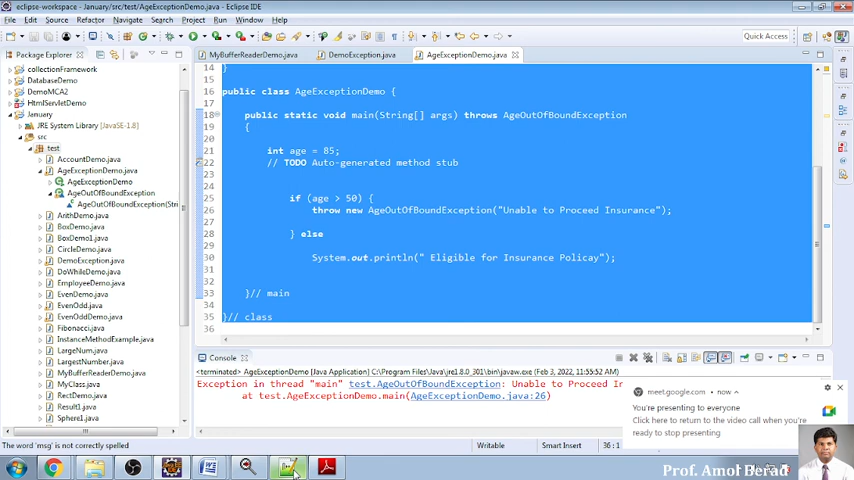 eclipse-workspace - January/src/test/AgeExceptionDemo.java - Eclipse IDE
File Edit Source Refactor Navigate Search Project Run Window Help
Quick Access
Package Explorer
MyBufferReaderDemo.java DemoException.java AgeExceptionDemo.java
collectionFramework
DatabaseDemo
DemoMCA2
HtmlServletDemo
January
JRE System Library [JavaSE-1.8]
src
test
AccountDemo.java
AgeExceptionDemo.java
AgeExceptionDemo
AgeOutOfBoundException
AgeOutOfBoundException(Stri
ArithDemo.java
BoxDemo.java
BoxDemo1.java
CircleDemo.java
DemoException.java
DoWhileDemo.java
EmployeeDemo.java
EvenDemo.java
EvenOdd.java
EvenOddDemo.java
Fibonacci.java
InstanceMethodExample.java
LargeNum.java
LargestNumber.java
MyBufferReaderDemo.java
MyClass.java
RectDemo.java
Result1.java
Sphere1.java
14 }
15
16 public class AgeExceptionDemo {
17
18 public static void main(String[] args) throws AgeOutOfBoundException
19 {
20
21 int age = 85;
22 // TODO Auto-generated method stub
23
24
25 if (age > 50) {
26 throw new AgeOutOfBoundException("Unable to Proceed Insurance");
27
28 } else
29
30 System.out.println(" Eligible for Insurance Policay");
31
32
33 }// main
34
35 }// class
36
Console
<terminated> AgeExceptionDemo [Java Application] C:\Program Files\Java\jre1.8.0_301\bin\javaw.exe (Feb 3, 2022, 11:55:52 AM)
Exception in thread "main" test.AgeOutOfBoundException: Unable to Proceed In
at test.AgeExceptionDemo.main(AgeExceptionDemo.java:26)
meet.google.com • now
You're presenting to everyone
Click here to return to the video call when you're
ready to stop presenting
The word 'msg' is not correctly spelled
Writable Smart Insert 36 : 1
Prof. Amol Berad